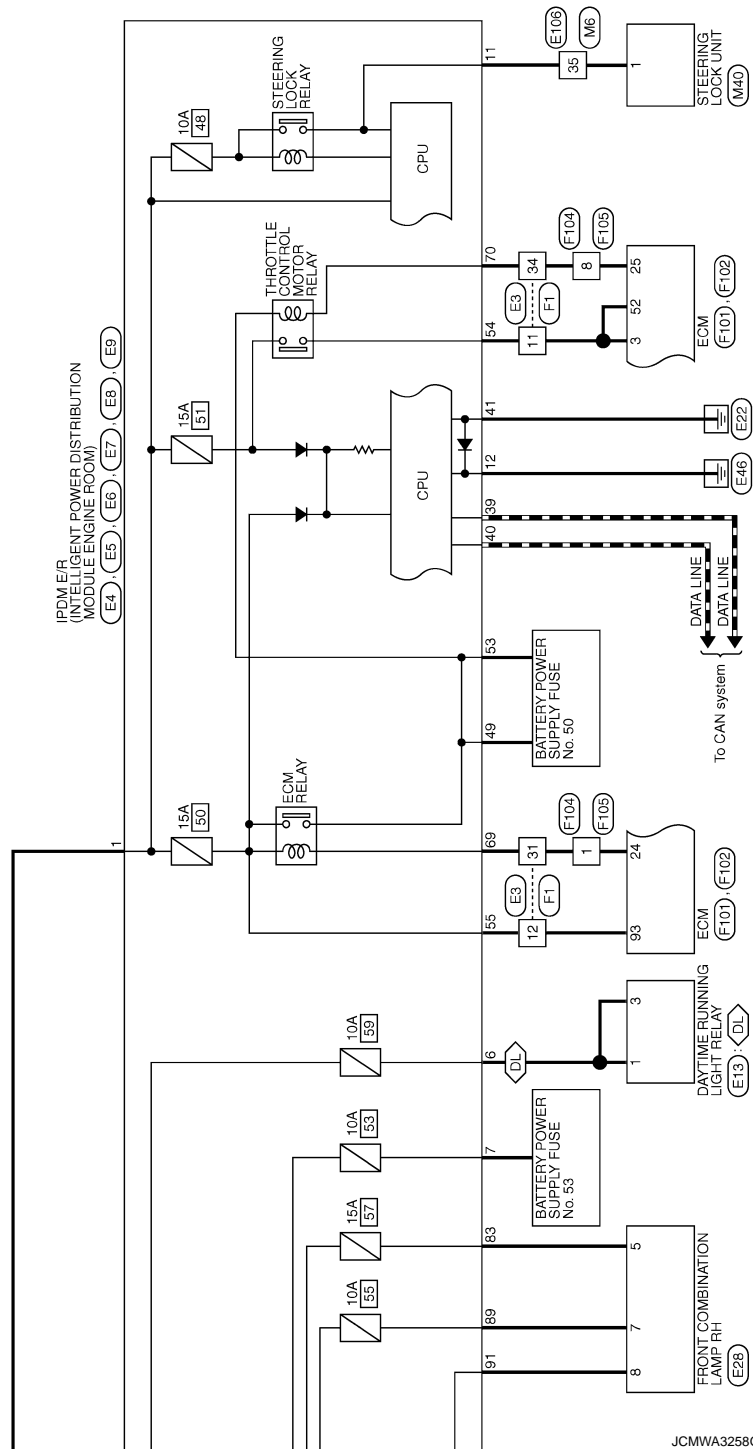 IPDM E/R
(INTELLIGENT POWER DISTRIBUTION
MODULE ENGINE ROOM)
E4 , E5 , E6 , E7 , E8 , E9
1
10A
48
STEERING
LOCK
RELAY
CPU
11
E106
M6
35
1
STEERING
LOCK UNIT
M40
15A
51
THROTTLE
CONTROL
MOTOR
RELAY
70
54
E3
F1
34
11
F104
F105
8
25
52
3
ECM
F101 , F102
CPU
41
12
39
40
E22
E46
DATA LINE
DATA LINE
To CAN system
53
49
BATTERY POWER
SUPPLY FUSE
No. 50
15A
50
ECM
RELAY
69
55
E3
F1
31
12
F104
F105
1
24
93
ECM
F101 , F102
10A
59
6
DL
3
1
DAYTIME RUNNING
LIGHT RELAY
E13 : DL
10A
53
7
BATTERY POWER
SUPPLY FUSE
No. 53
15A
57
83
10A
55
89
91
5
7
8
FRONT COMBINATION
LAMP RH
E28